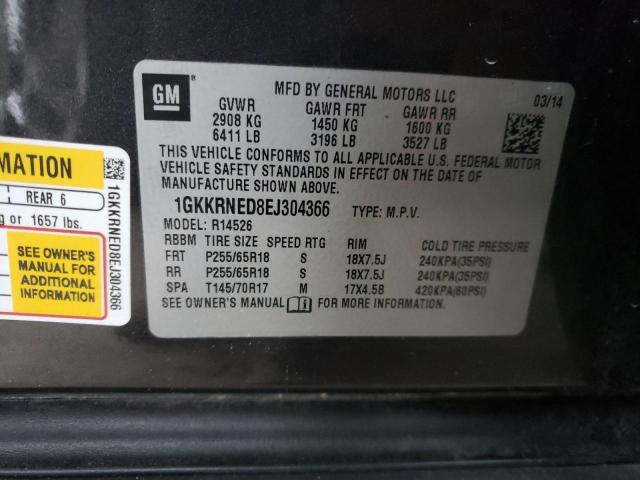 GM
MFD BY GENERAL MOTORS LLC 03/14
GVWR GAWR FRT GAWR RR
2908 KG 1450 KG 1600 KG
6411 LB 3196 LB 3527 LB
THIS VEHICLE CONFORMS TO ALL APPLICABLE U.S. FEDERAL MOTOR
VEHICLE SAFETY STANDARDS IN EFFECT ON THE DATE OF
MANUFACTURE SHOWN ABOVE.
1GKKRNED8EJ304366 TYPE: M.P.V.
MODEL: R14526
RBBM TIRE SIZE SPEED RTG RIM COLD TIRE PRESSURE
FRT P255/65R18 S 18X7.5J 240KPA(35PSI)
RR P255/65R18 S 18X7.5J 240KPA(35PSI)
SPA T145/70R17 M 17X4.5B 420KPA(60PSI)
SEE OWNER'S MANUAL FOR MORE INFORMATION
MATION
REAR 6
g or 1657 lbs.
SEE OWNER'S
MANUAL FOR
ADDITIONAL
INFORMATION
1GKKRNED8EJ304366